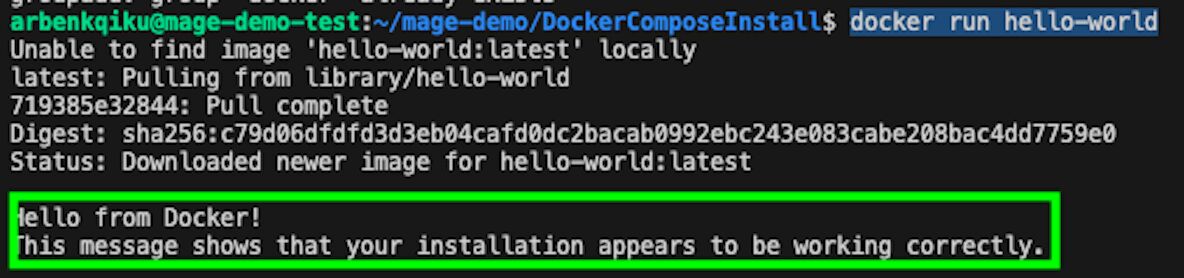 arbenkqiku@mage-demo-test:~/mage-demo/DockerComposeInstall$ docker run hello-world
Unable to find image 'hello-world:latest' locally
latest: Pulling from library/hello-world
719385e32844: Pull complete
Digest: sha256:c79d06dfdfd3d3eb04cafd0dc2bacab0992ebc243e083cabe208bac4dd7759e0
Status: Downloaded newer image for hello-world:latest
Hello from Docker!
This message shows that your installation appears to be working correctly.